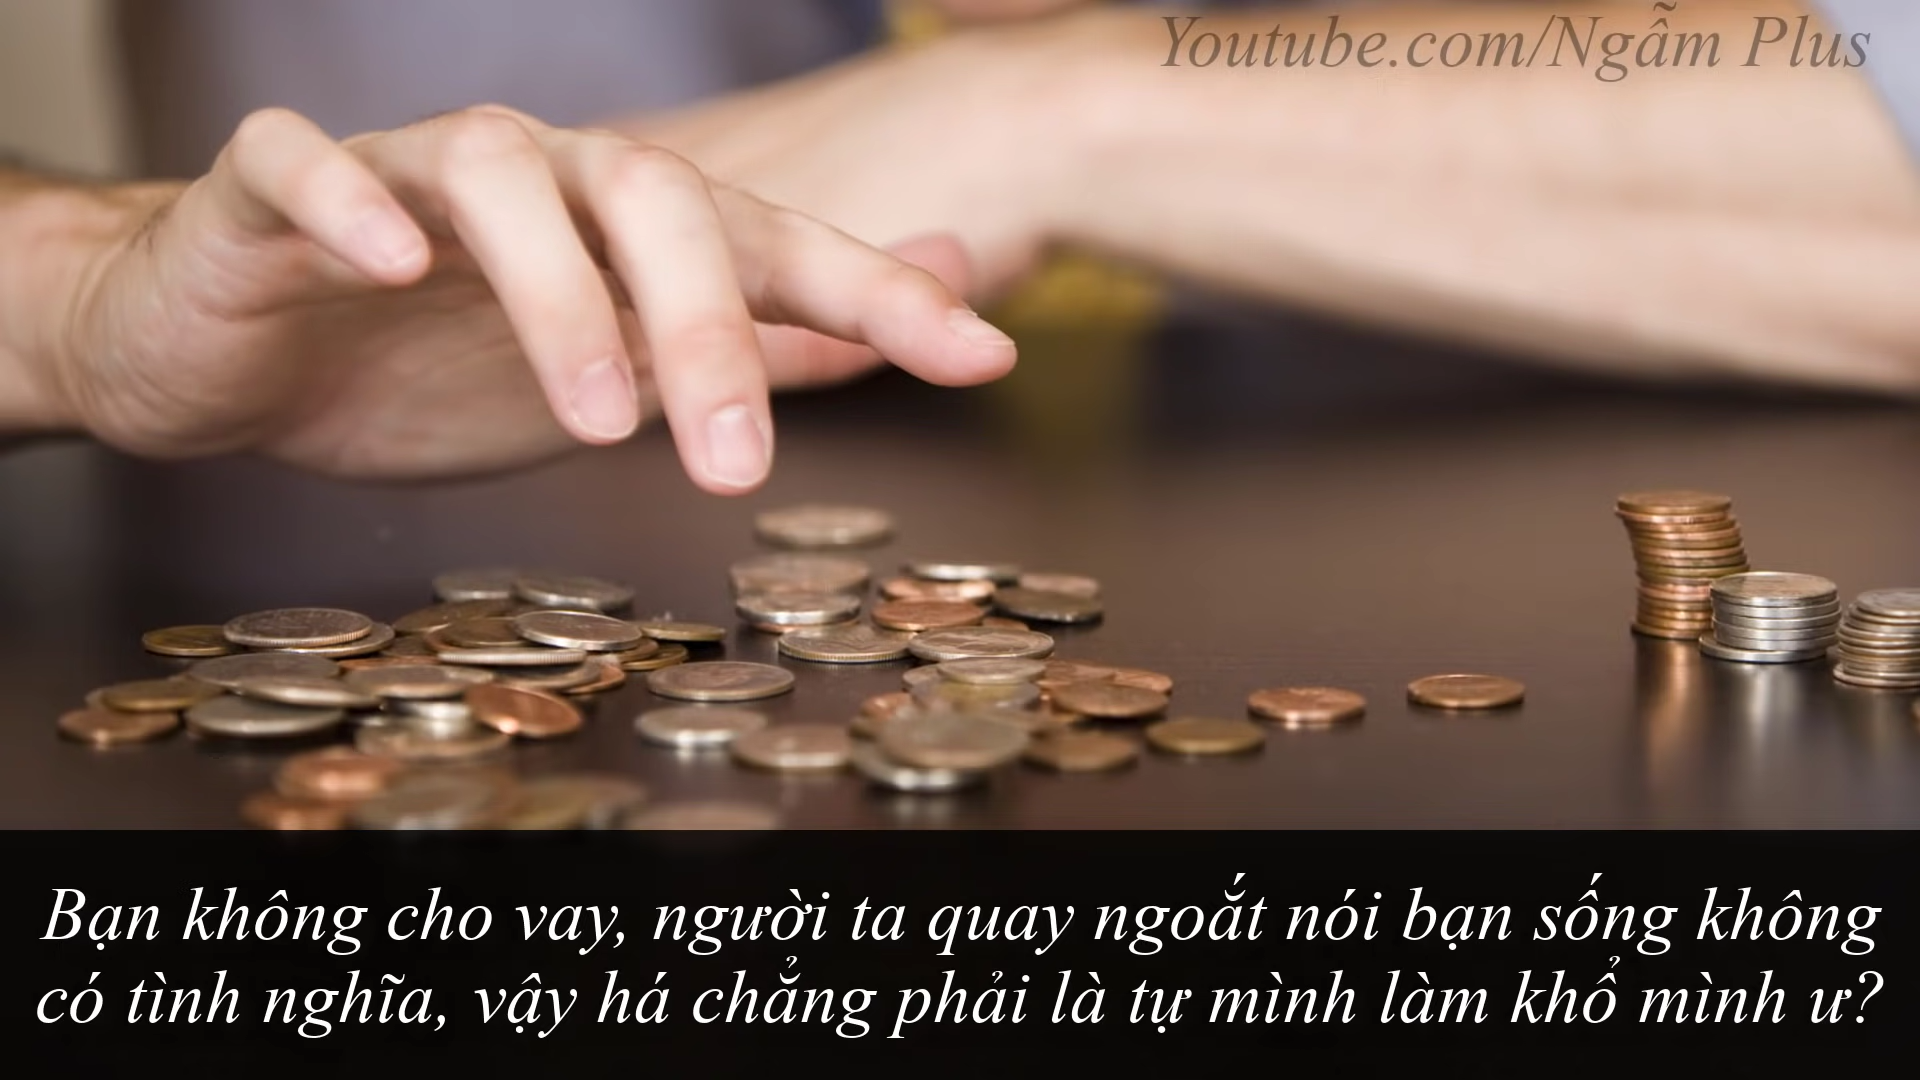 Youtube.com/Ngẫm Plus
Bạn không cho vay, người ta quay ngoắt nói bạn sống không
có tình nghĩa, vậy há chẳng phải là tự mình làm khổ mình ư?